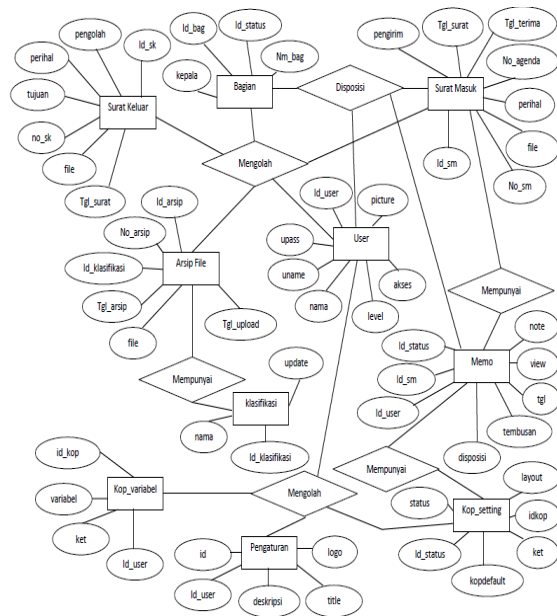 pengolah
Id_sk
perihal
tujuan
no_sk
file
Tgl_surat
Surat Keluar
Id_bag
Id_status
Nm_bag
kepala
Bagian
Disposisi
pengirim
Tgl_surat
Tgl_terima
No_agenda
perihal
file
No_sm
Id_sm
Surat Masuk
Mengolah
Id_arsip
No_arsip
Id_klasifikasi
Tgl_arsip
file
Tgl_upload
Arsip File
Id_user
picture
upass
uname
nama
level
akses
User
Mempunyai
note
Id_status
view
Id_sm
tgl
Id_user
tembusan
disposisi
Memo
Mempunyai
update
klasifikasi
nama
Id_klasifikasi
Mempunyai
id_kop
variabel
ket
Id_user
Kop_variabel
Mengolah
layout
status
idkop
Id_status
ket
kopdefault
Kop_setting
id
logo
Id_user
deskripsi
title
Pengaturan